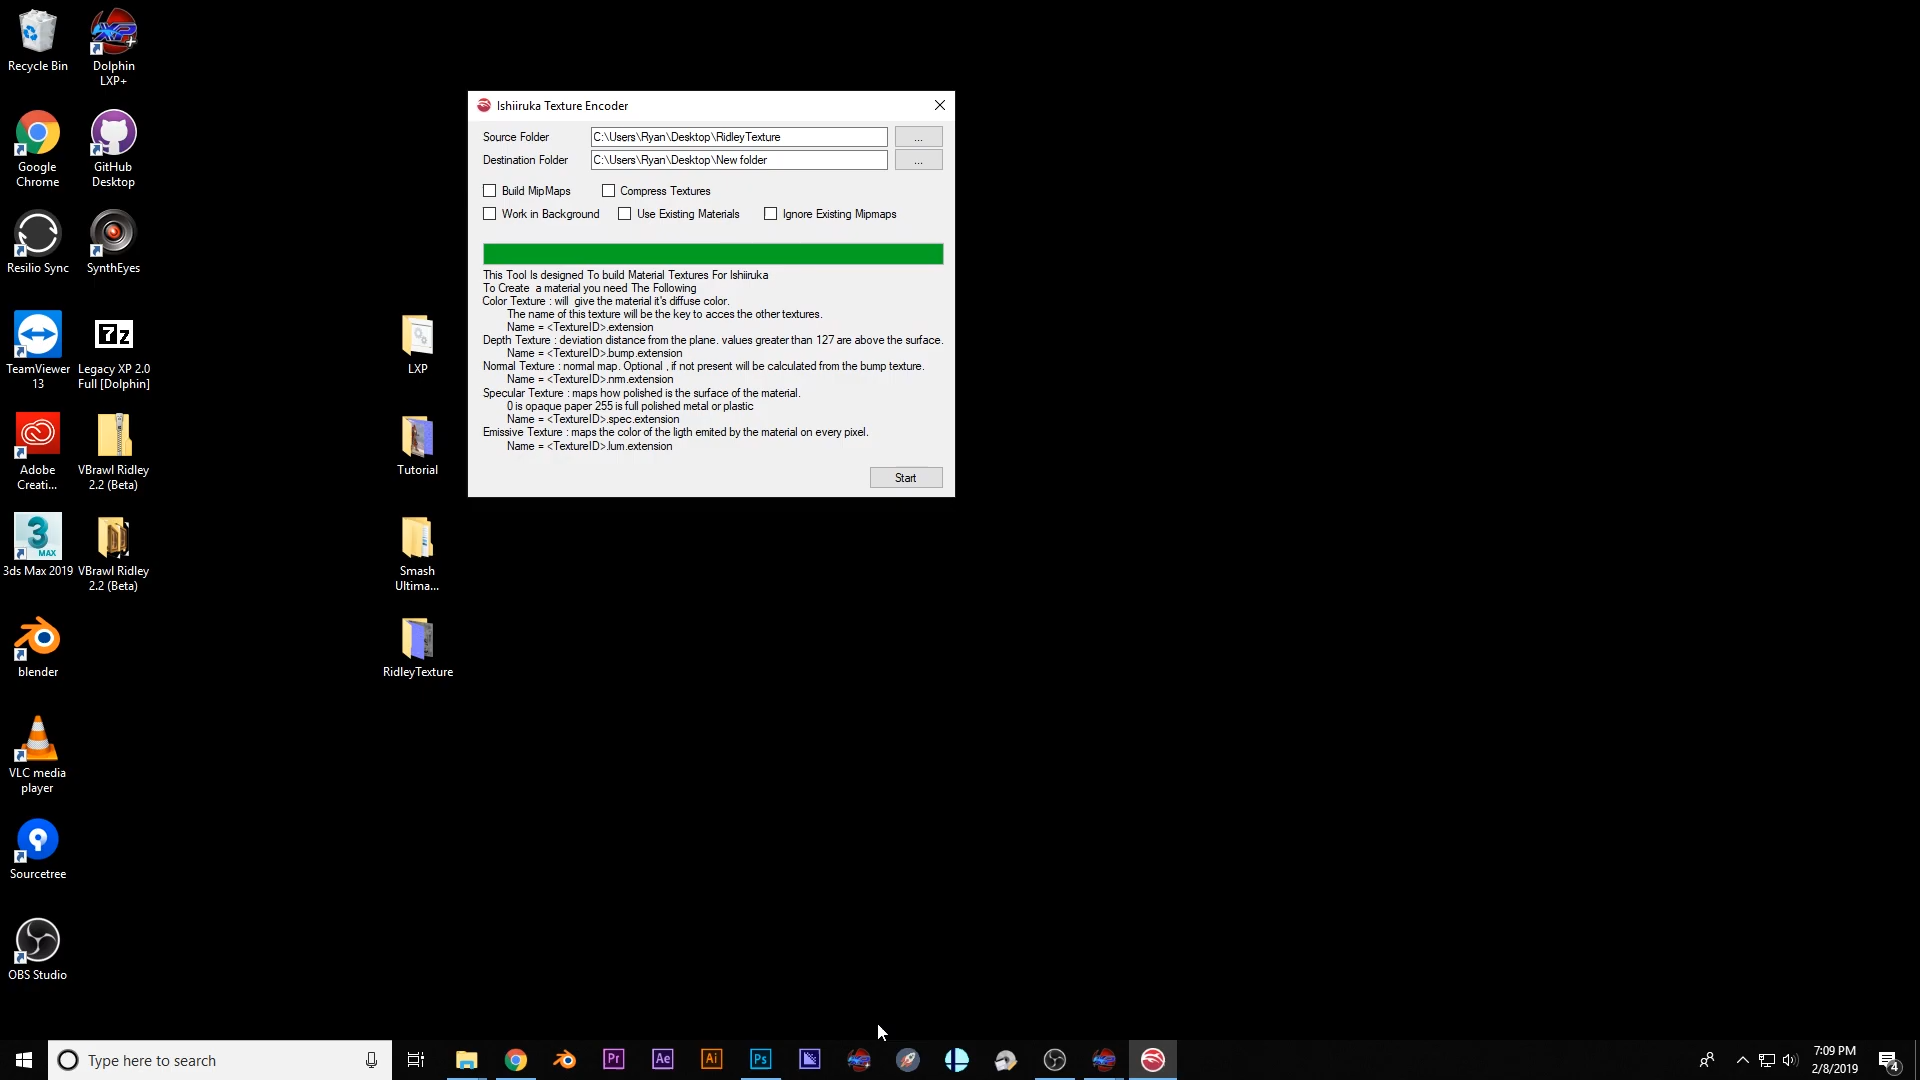 Recycle Bin
Dolphin
LXP+
Google
Chrome
GitHub
Desktop
Resilio Sync
SynthEyes
TeamViewer
13
7z
Legacy XP 2.0
Full [Dolphin]
Adobe
Creati...
VBrawl Ridley
2.2 (Beta)
3
MAX
3ds Max 2019
VBrawl Ridley
2.2 (Beta)
blender
VLC media
player
Sourcetree
OBS Studio
LXP
Tutorial
Smash
Ultima...
RidleyTexture
Ishiiruka Texture Encoder
Source Folder
C:\Users\Ryan\Desktop\RidleyTexture
...
Destination Folder
C:\Users\Ryan\Desktop\New folder
...
Build MipMaps
Compress Textures
Work in Background
Use Existing Materials
Ignore Existing Mipmaps
This Tool Is designed To build Material Textures For Ishiiruka
To Create a material you need The Following
Color Texture : will give the material it's diffuse color.
The name of this texture will be the key to acces the other textures.
Name = <TextureID>.extension
Depth Texture : deviation distance from the plane. values greater than 127 are above the surface.
Name = <TextureID>.bump.extension
Normal Texture : normal map. Optional , if not present will be calculated from the bump texture.
Name = <TextureID>.nrm.extension
Specular Texture : maps how polished is the surface of the material.
0 is opaque paper 255 is full polished metal or plastic
Name = <TextureID>.spec.extension
Emissive Texture : maps the color of the ligth emited by the material on every pixel.
Name = <TextureID>.lum.extension
Start
Type here to search
Pr
Ae
Ai
Ps
7:09 PM
2/8/2019
4